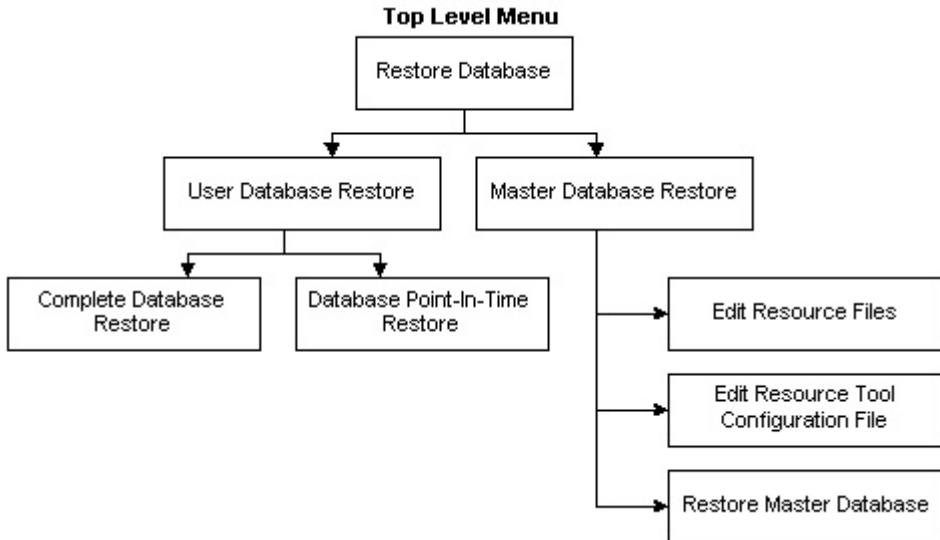 Top Level Menu
Restore Database
User Database Restore
Master Database Restore
Complete Database
Restore
Database Point-In-Time
Restore
Edit Resource Files
Edit Resource Tool
Configuration File
Restore Master Database